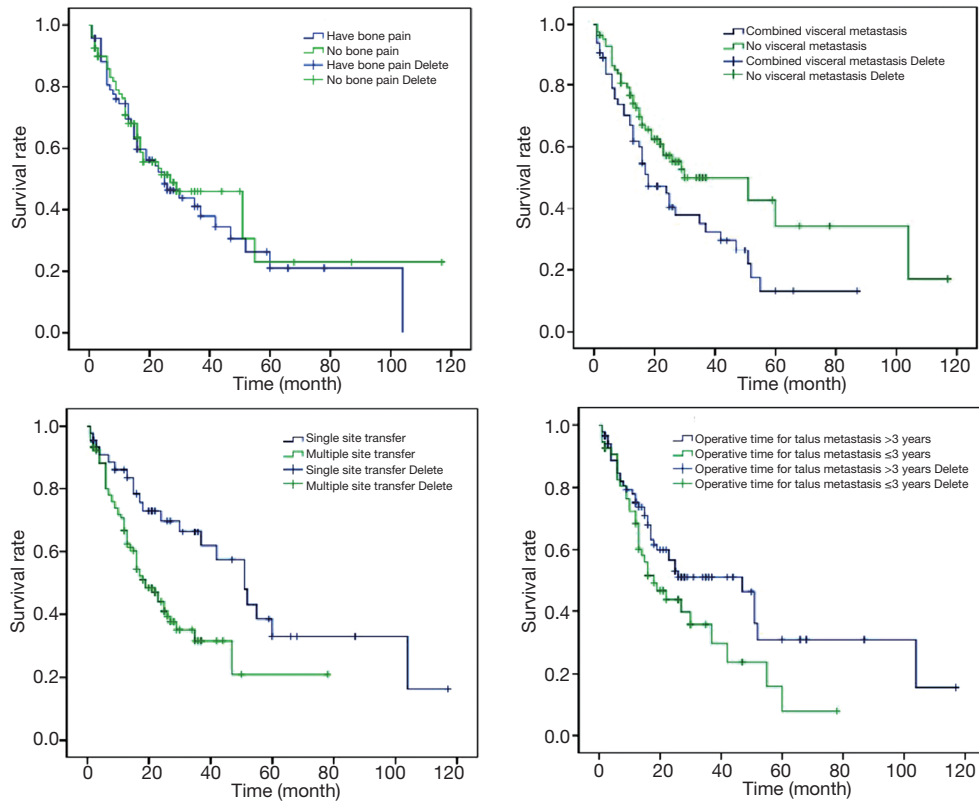 Have bone pain
No bone pain
Have bone pain Delete
No bone pain Delete
Survival rate
1.0
0.8
0.6
0.4
0.2
0.0
0 20 40 60 80 100 120
Time (month)
Combined visceral metastasis
No visceral metastasis
Combined visceral metastasis Delete
No visceral metastasis Delete
Survival rate
1.0
0.8
0.6
0.4
0.2
0.0
0 20 40 60 80 100 120
Time (month)
Single site transfer
Multiple site transfer
Single site transfer Delete
Multiple site transfer Delete
Survival rate
1.0
0.8
0.6
0.4
0.2
0.0
0 20 40 60 80 100 120
Time (month)
Operative time for talus metastasis >3 years
Operative time for talus metastasis ≤3 years
Operative time for talus metastasis >3 years Delete
Operative time for talus metastasis ≤3 years Delete
Survival rate
1.0
0.8
0.6
0.4
0.2
0.0
0 20 40 60 80 100 120
Time (month)